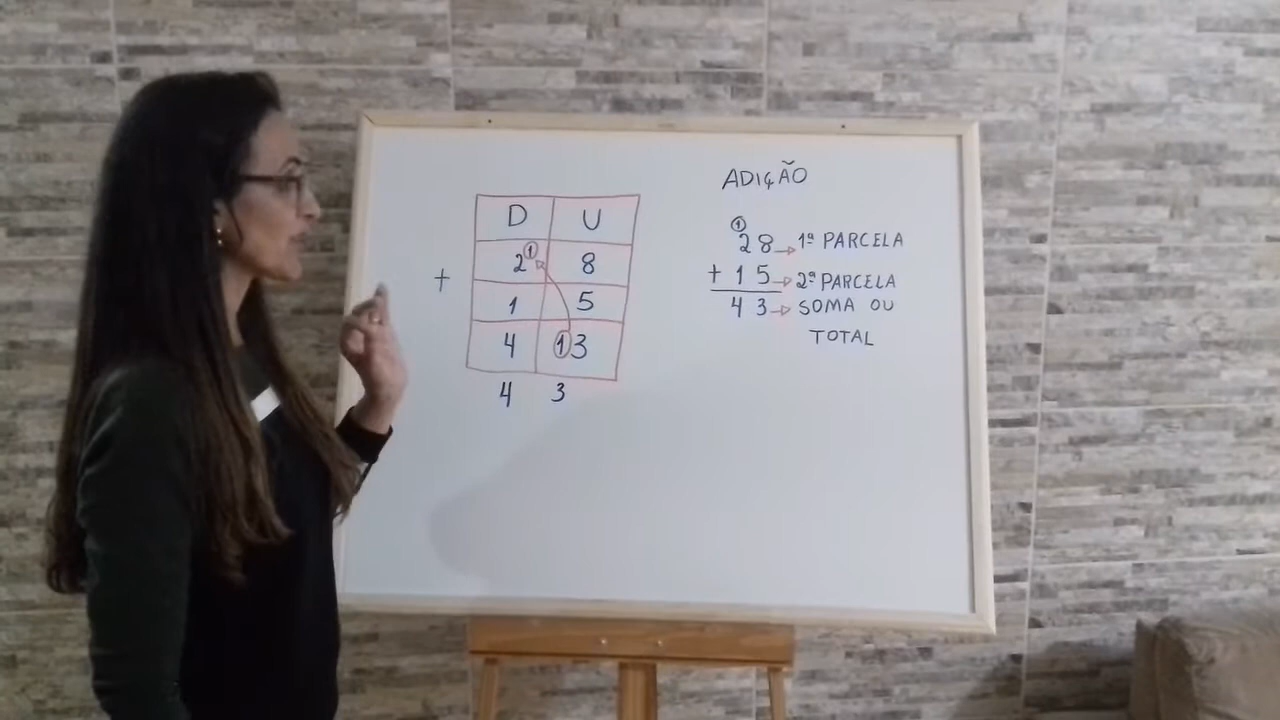 D U
+ 2 ① 8
1 5
4 ①3
4 3
ADIÇÃO
①
28 → 1ª PARCELA
+ 15 → 2ª PARCELA
43 → SOMA OU
TOTAL